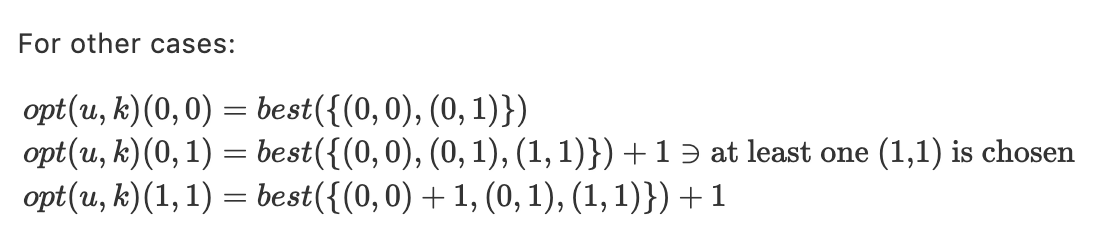 For other cases:
opt(u, k)(0, 0) = best({(0, 0), (0, 1)})
opt(u, k)(0, 1) = best({(0, 0), (0, 1), (1, 1)}) + 1 ∋ at least one (1,1) is chosen
opt(u, k)(1, 1) = best({(0, 0) + 1, (0, 1), (1, 1)}) + 1